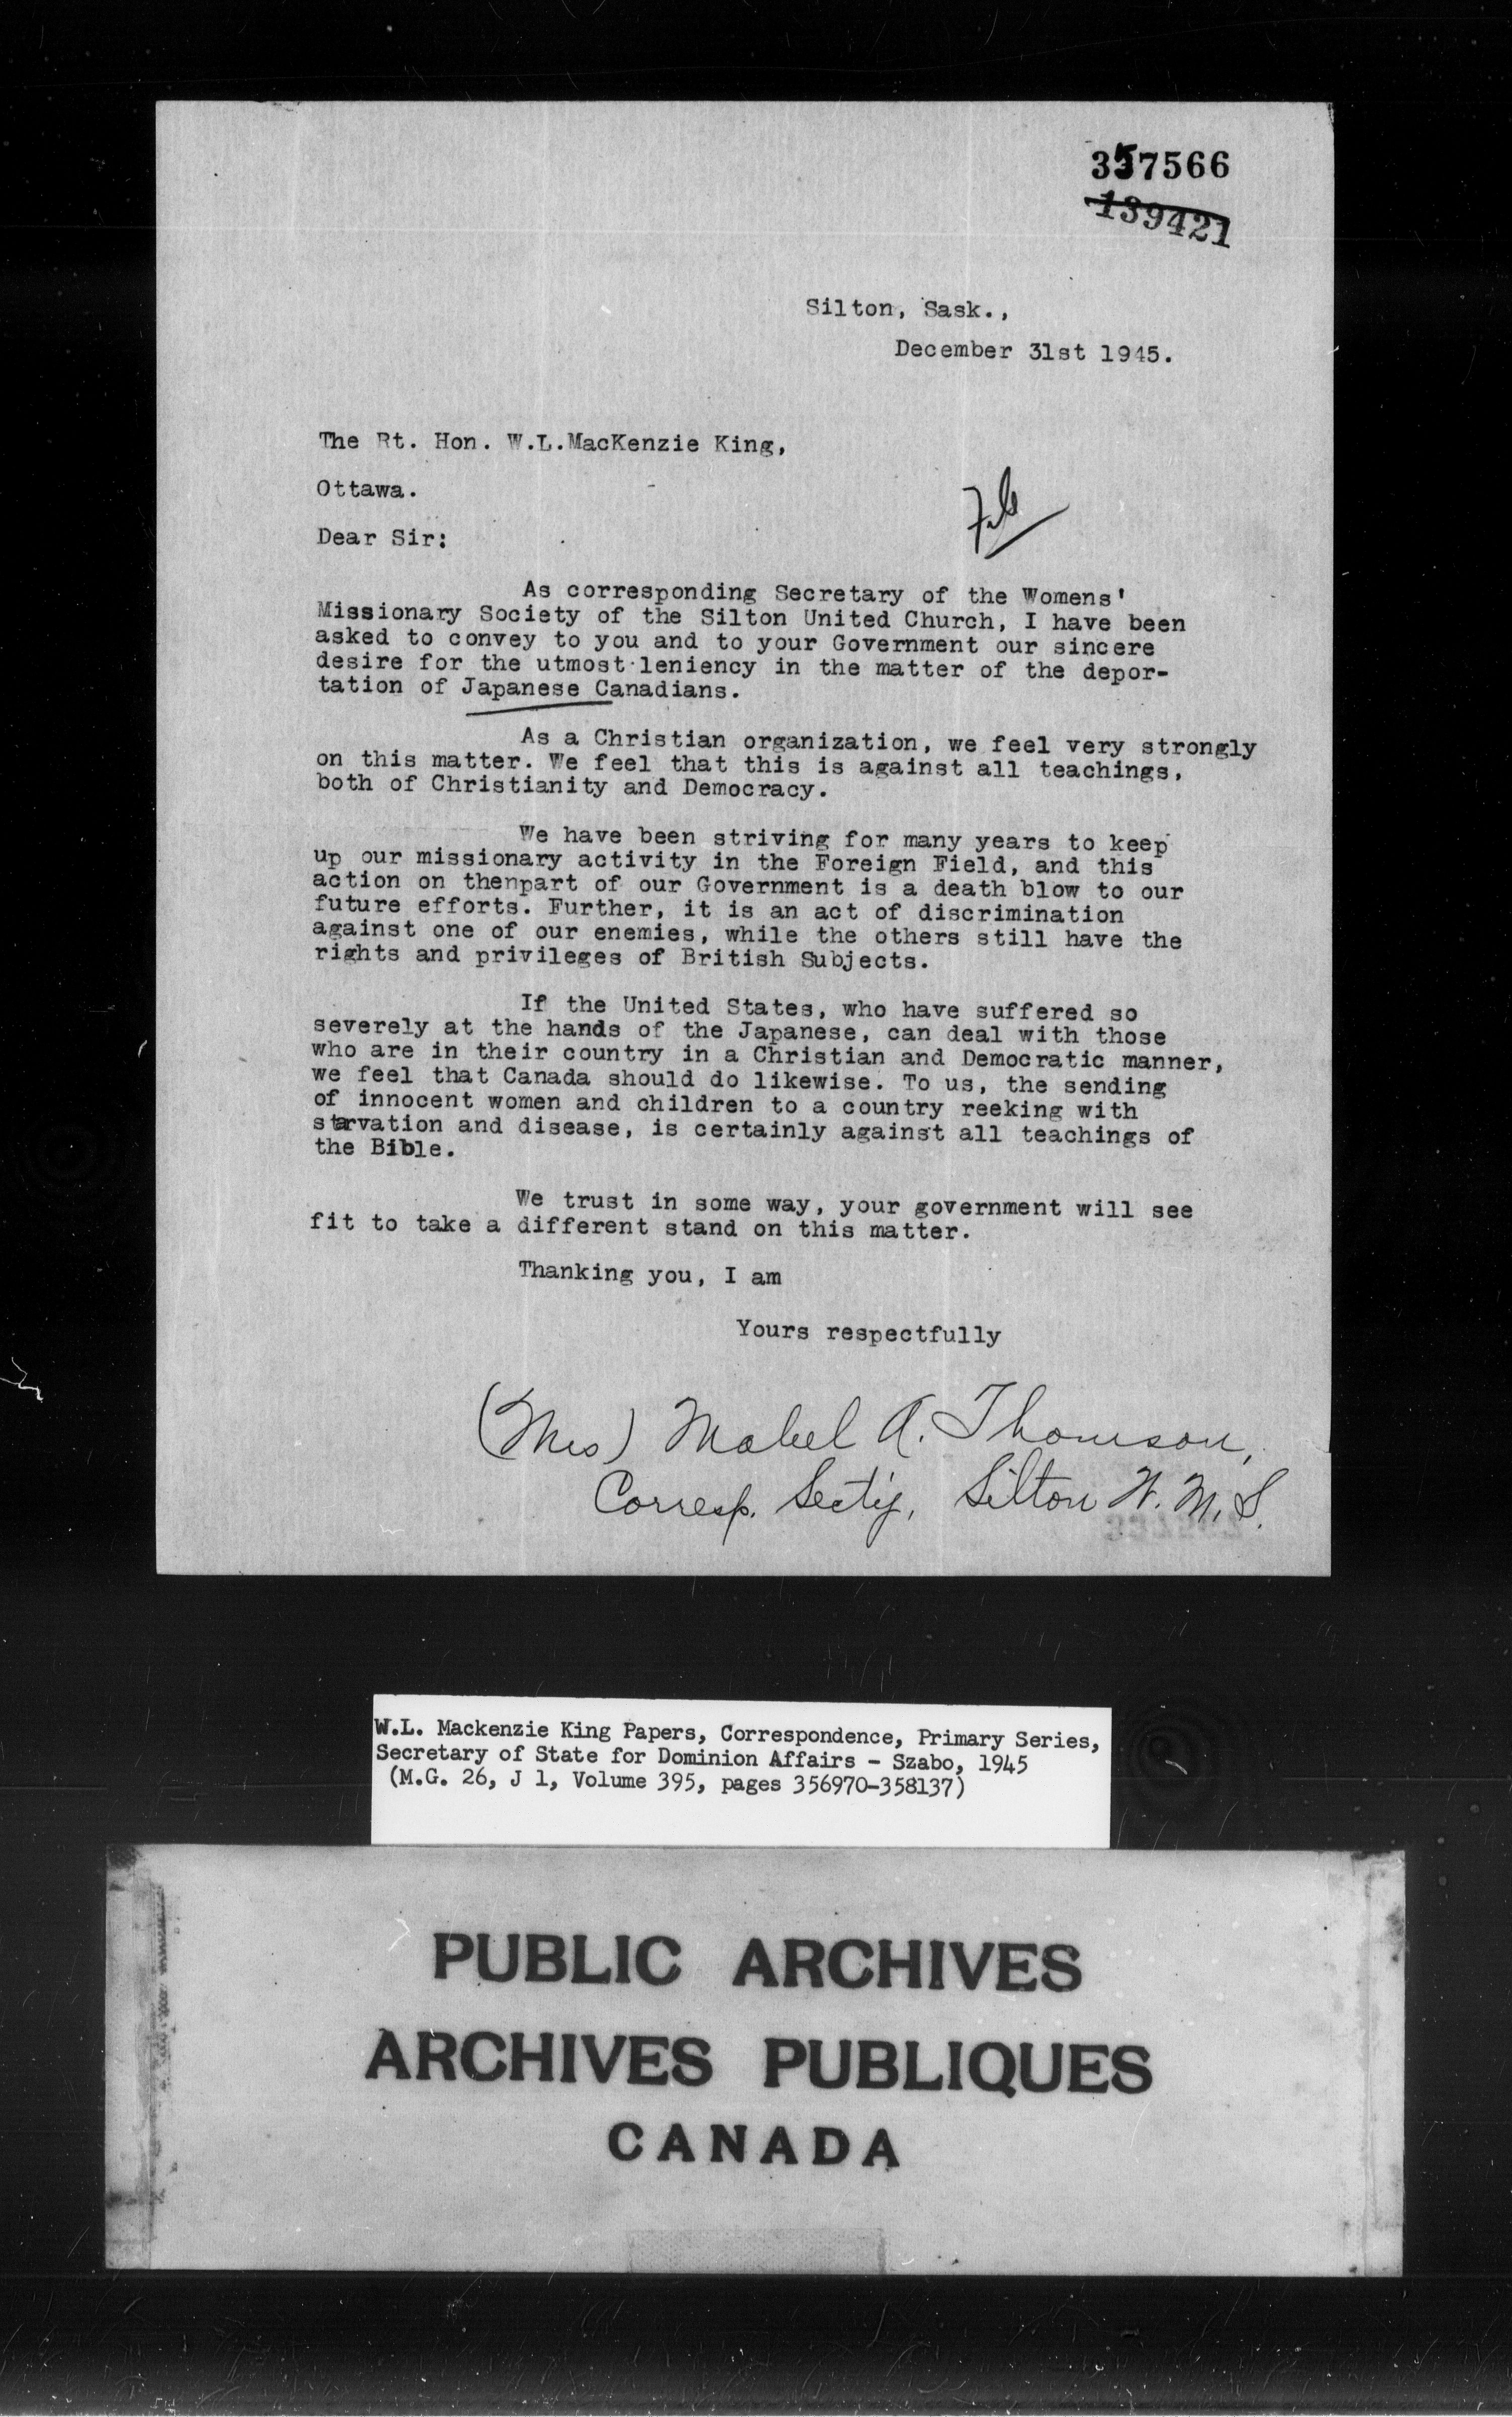 357566
139421
Silton, Sask.,
December 31st 1945.
The Rt. Hon. W.L.MacKenzie King,
Ottawa.
File
Dear Sir:
As corresponding Secretary of the Womens'
Missionary Society of the Silton United Church, I have been
asked to convey to you and to your Government our sincere
desire for the utmost leniency in the matter of the depor-
tation of Japanese Canadians.
As a Christian organization, we feel very strongly
on this matter. We feel that this is against all teachings,
both of Christianity and Democracy.
We have been striving for many years to keep
up our missionary activity in the Foreign Field, and this
action on thenpart of our Government is a death blow to our
future efforts. Further, it is an act of discrimination
against one of our enemies, while the others still have the
rights and privileges of British Subjects.
If the United States, who have suffered so
severely at the hands of the Japanese, can deal with those
who are in their country in a Christian and Democratic manner,
we feel that Canada should do likewise. To us, the sending
of innocent women and children to a country reeking with
starvation and disease, is certainly against all teachings of
the Bible.
We trust in some way, your government will see
fit to take a different stand on this matter.
Thanking you, I am
Yours respectfully
(Mrs) Mabel A. Thomson,
Corresp. Sect'y, Silton W.M.S.
W.L. Mackenzie King Papers, Correspondence, Primary Series,
Secretary of State for Dominion Affairs - Szabo, 1945
(M.G. 26, J 1, Volume 395, pages 356970-358137)
PUBLIC ARCHIVES
ARCHIVES PUBLIQUES
CANADA